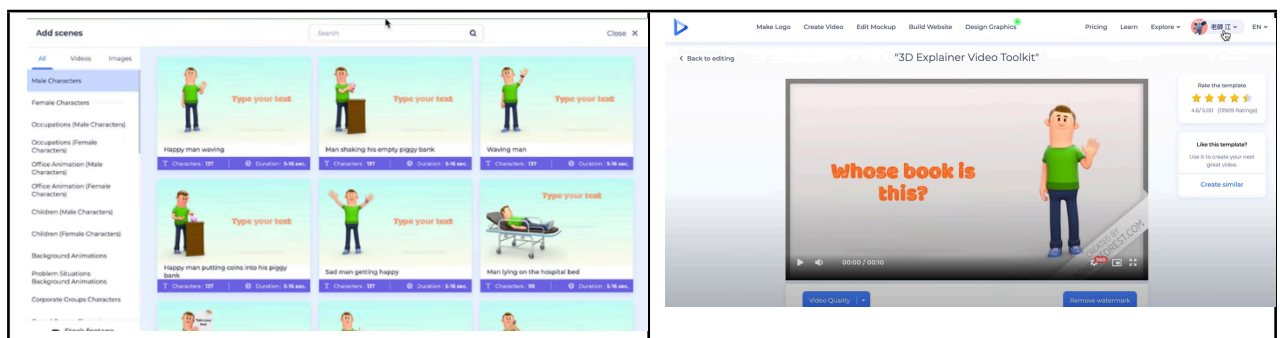 Add scenes
Search
Close X
All Videos Images
Male Characters
Female Characters
Occupations (Male Characters)
Occupations (Female
Characters)
Office Animation (Male
Characters)
Office Animation (Female
Characters)
Children (Male Characters)
Children (Female Characters)
Background Animations
Problem Situations
Background Animations
Corporate Groups Characters
Stock footage
Type your text
Happy man waving
T Characters : 137 Duration : 5-16 sec.
Type your text
Man shaking his empty piggy bank
T Characters : 137 Duration : 5-16 sec.
Type your text
Waving man
T Characters : 137 Duration : 5-16 sec.
Type your text
Happy man putting coins into his piggy
bank
T Characters : 137 Duration : 5-16 sec.
Type your text
Sad man getting happy
T Characters : 137 Duration : 5-16 sec.
Type your text
Man lying on the hospital bed
T Characters : 99 Duration : 5-16 sec.
Make Logo Create Video Edit Mockup Build Website Design Graphics Pricing Learn Explore 老師 江 EN
Back to editing
"3D Explainer Video Toolkit"
Whose book is
this?
CREATED BY
00:00 / 00:10
360
Video Quality
Remove watermark
Rate the template
4.6/ 5.00 (13909 Ratings)
Like this template?
Use it to create your next
great video.
Create similar